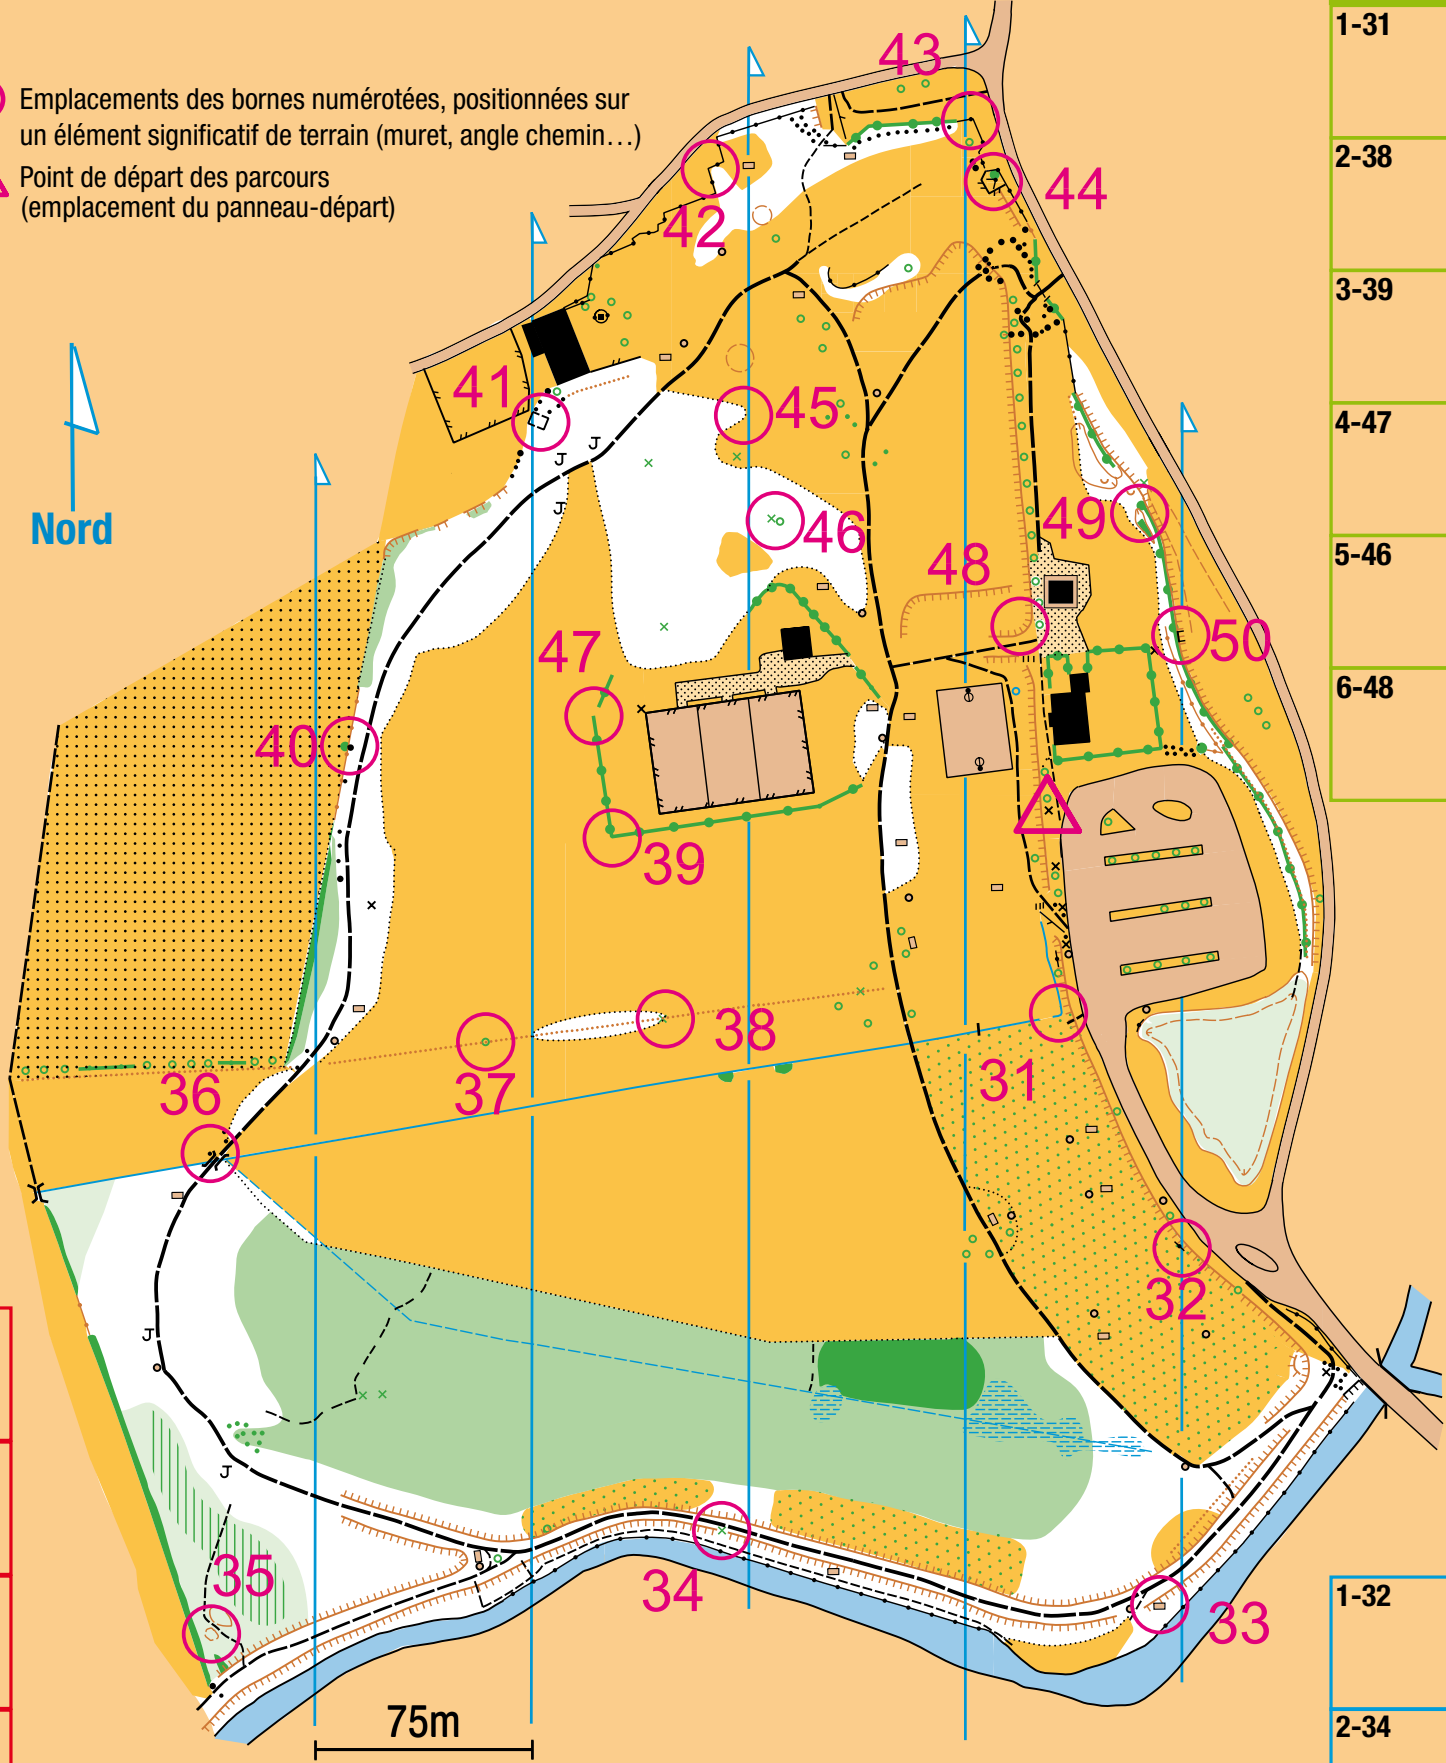 Emplacements des bornes numérotées, positionnées sur
un élément significatif de terrain (muret, angle chemin…)
Point de départ des parcours
(emplacement du panneau-départ)
Nord
43
44
42
41
45
46
49
48
47
50
40
39
38
37
31
36
32
35
34
33
J
J
J
J
J
E
75m
1-31
2-38
3-39
4-47
5-46
6-48
1-32
2-34